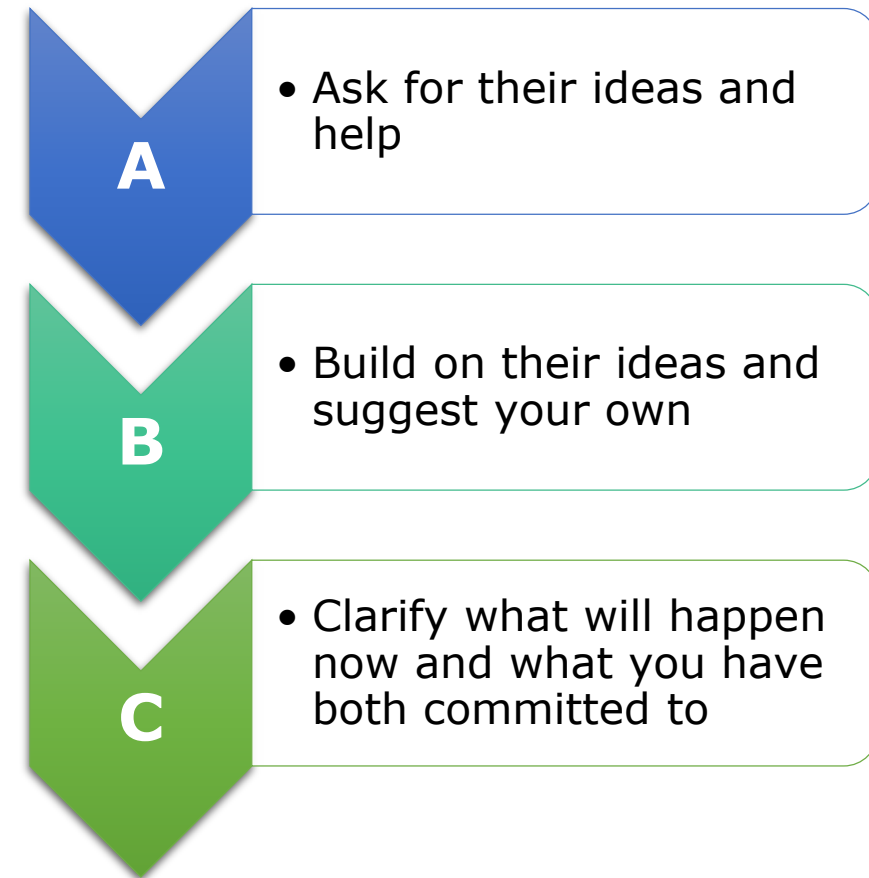 A
• Ask for their ideas and
help
B
• Build on their ideas and
suggest your own
C
• Clarify what will happen
now and what you have
both committed to